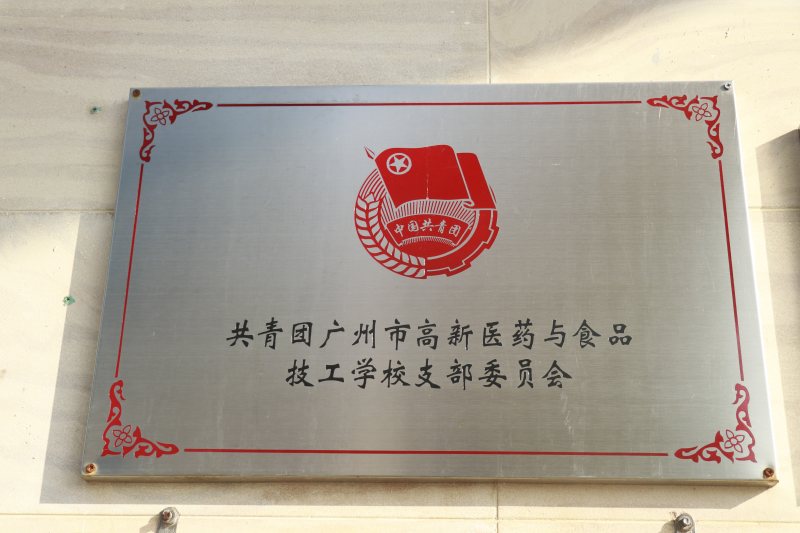 中国共青团
共青团广州市高新医药与食品
技工学校支部委员会